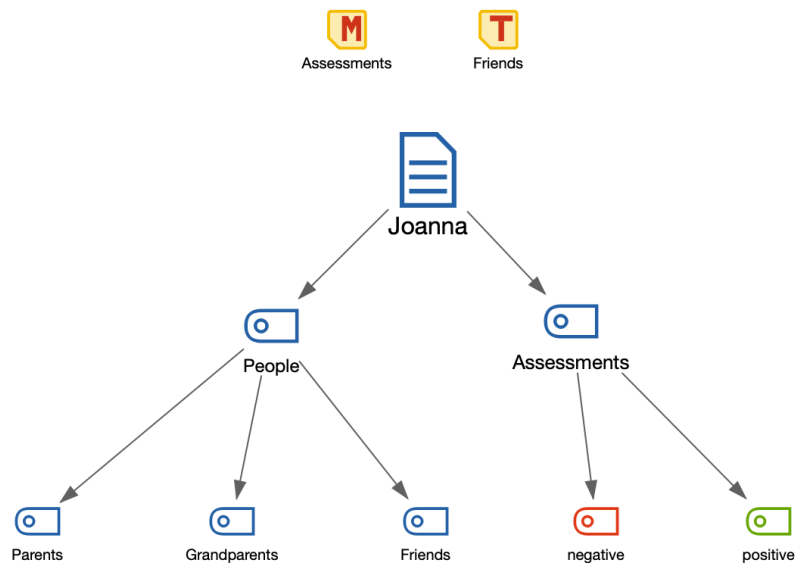 M
T
Assessments
Friends
Joanna
People
Assessments
Parents
Grandparents
Friends
negative
positive